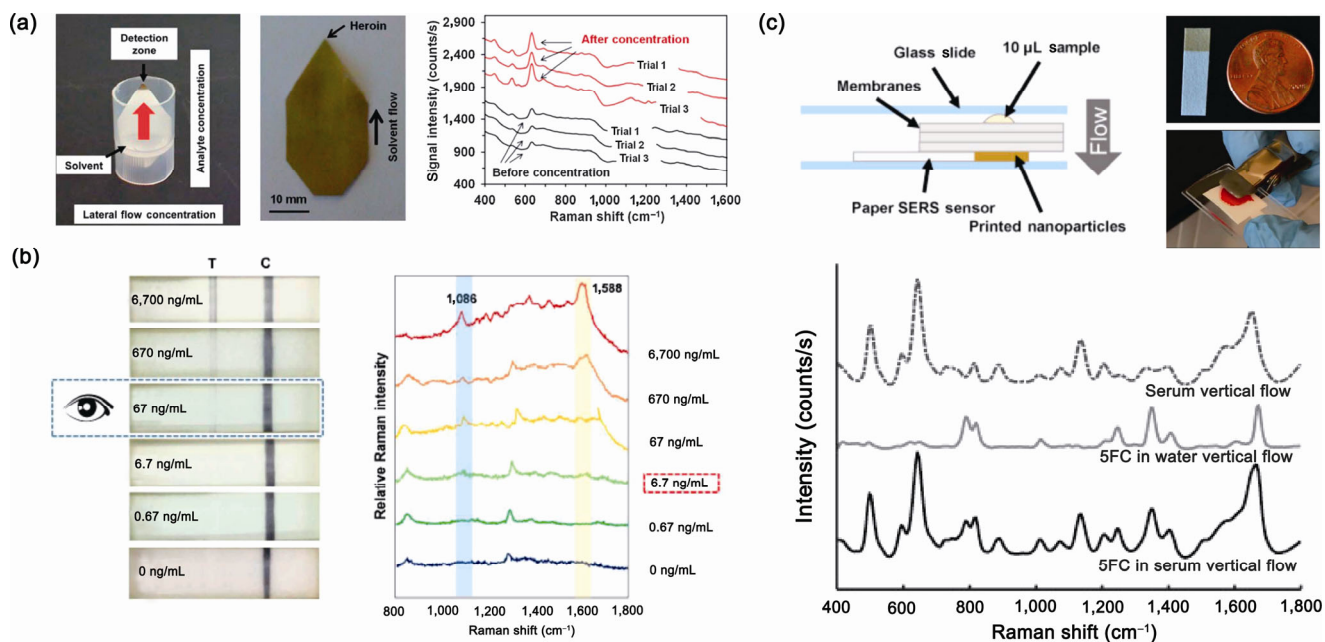 (a)
Detection
zone
Solvent
Analyte concentration
Lateral flow concentration
Heroin
Solvent flow
10 mm
Signal intensity (counts/s)
2,900
2,400
1,900
1,400
900
400
After concentration
Trial 1
Trial 2
Trial 3
Trial 1
Trial 2
Trial 3
Before concentration
400 600 800 1,000 1,200 1,400 1,600
Raman shift (cm⁻¹)
(b)
T C
6,700 ng/mL
670 ng/mL
67 ng/mL
6.7 ng/mL
0.67 ng/mL
0 ng/mL
Relative Raman intensity
1,086
1,588
6,700 ng/mL
670 ng/mL
67 ng/mL
6.7 ng/mL
0.67 ng/mL
0 ng/mL
800 1,000 1,200 1,400 1,600 1,800
Raman shift (cm⁻¹)
(c)
Glass slide
10 μL sample
Membranes
Flow
Paper SERS sensor
Printed nanoparticles
Intensity (counts/s)
Serum vertical flow
5FC in water vertical flow
5FC in serum vertical flow
400 600 800 1,000 1,200 1,400 1,600 1,800
Raman shift (cm⁻¹)